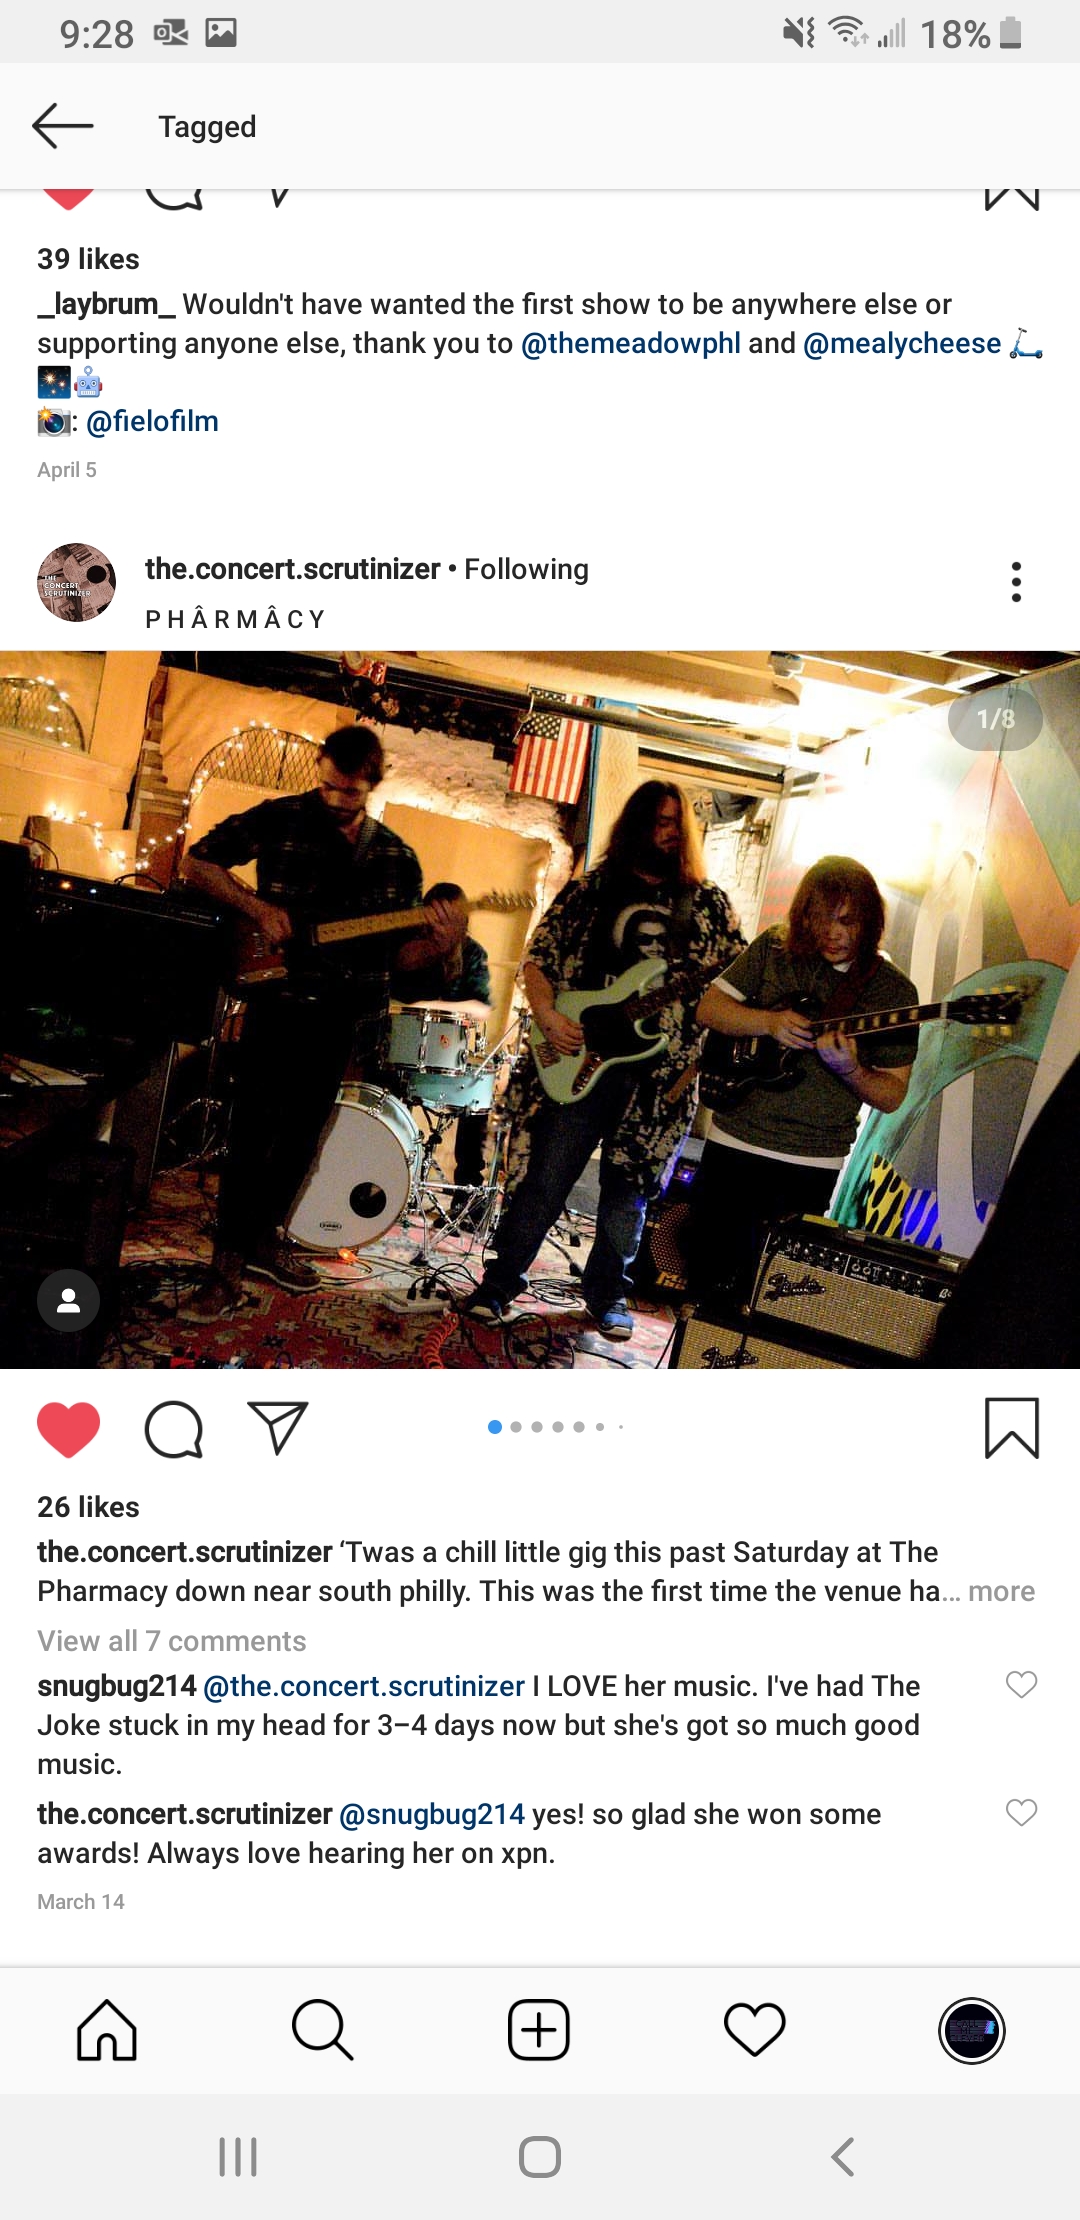 9:28
18%
Tagged
39 likes
_laybrum_ Wouldn't have wanted the first show to be anywhere else or
supporting anyone else, thank you to @themeadowphl and @mealycheese 🛴
🎇🤖
📸: @fielofilm
April 5
THE
CONCERT
SCRUTINIZER
the.concert.scrutinizer • Following
PHÂRMÂCY
1/8
Fender
Fender
26 likes
the.concert.scrutinizer ‘Twas a chill little gig this past Saturday at The
Pharmacy down near south philly. This was the first time the venue ha... more
View all 7 comments
snugbug214 @the.concert.scrutinizer I LOVE her music. I've had The
Joke stuck in my head for 3–4 days now but she's got so much good
music.
the.concert.scrutinizer @snugbug214 yes! so glad she won some
awards! Always love hearing her on xpn.
March 14